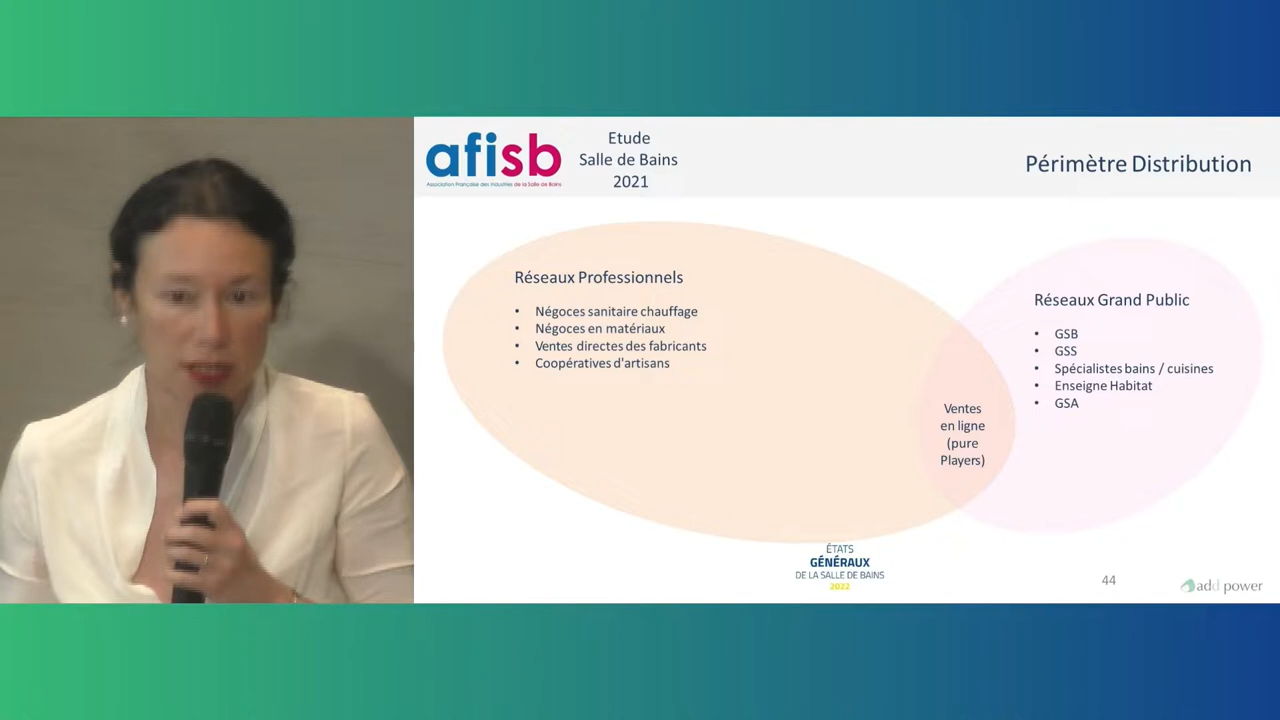 afisb
Association Française des Industries de la Salle de Bains
Etude
Salle de Bains
2021
Périmètre Distribution
Réseaux Professionnels
• Négoces sanitaire chauffage
• Négoces en matériaux
• Ventes directes des fabricants
• Coopératives d'artisans
Réseaux Grand Public
• GSB
• GSS
• Spécialistes bains / cuisines
• Enseigne Habitat
• GSA
Ventes
en ligne
(pure
Players)
ÉTATS
GÉNÉRAUX
DE LA SALLE DE BAINS
2022
44
add power